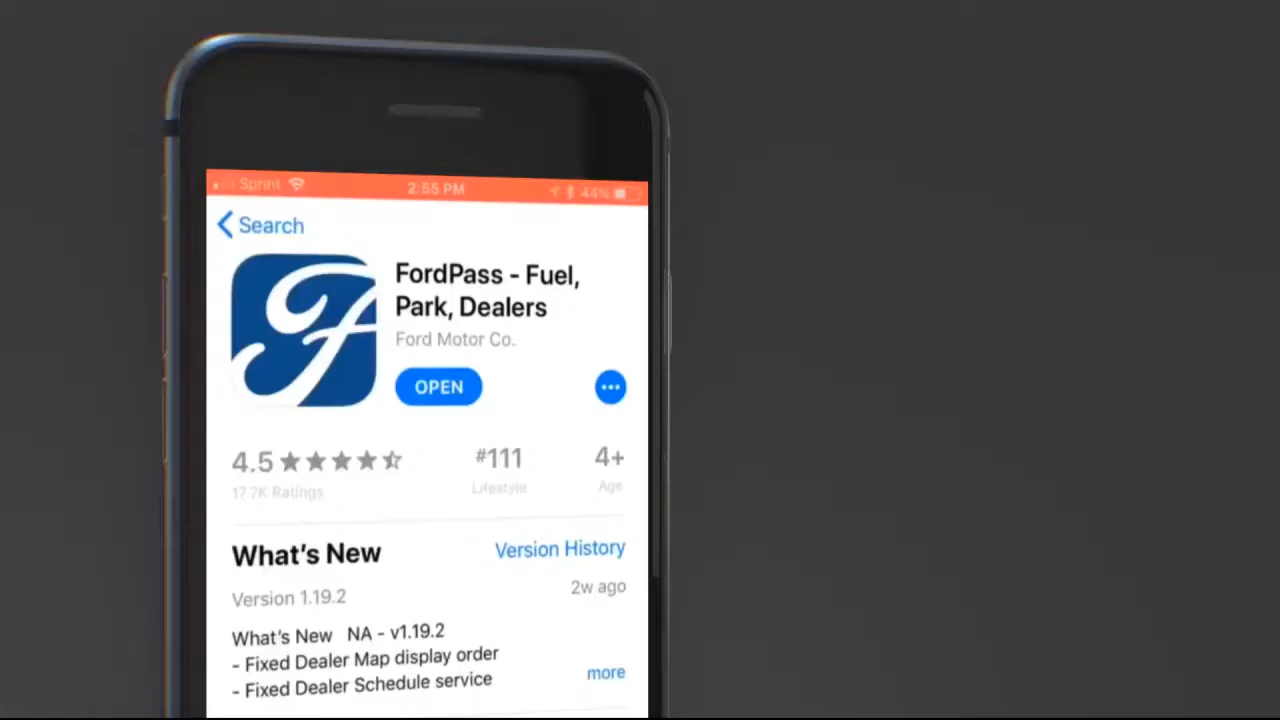 Sprint 2:55 PM 44%
Search
FordPass - Fuel,
Park, Dealers
Ford Motor Co.
OPEN
4.5 #111 4+
17.7K Ratings Lifestyle Age
What's New Version History
Version 1.19.2 2w ago
What's New NA - v1.19.2
- Fixed Dealer Map display order
- Fixed Dealer Schedule service more